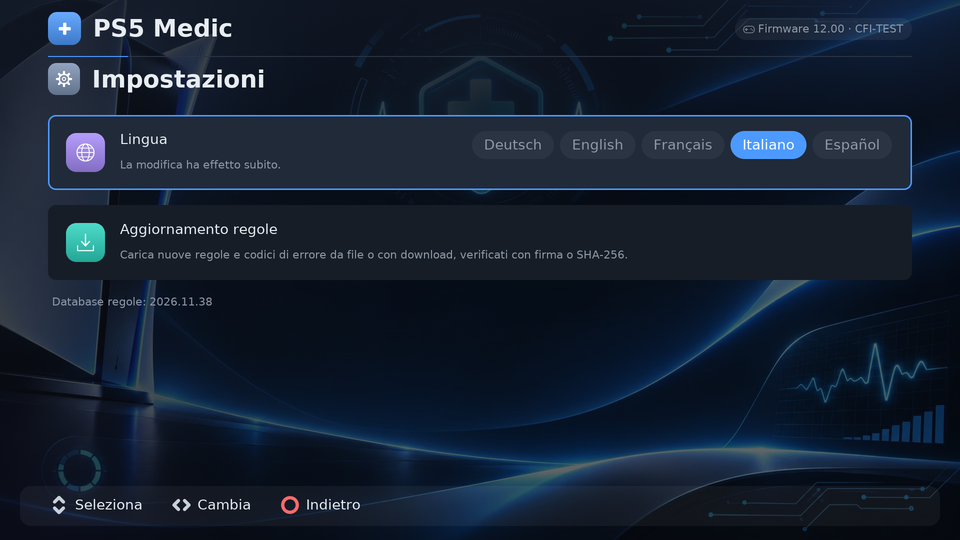 PS5 Medic
Firmware 12.00 · CFI-TEST
Impostazioni
Lingua
La modifica ha effetto subito.
Deutsch English Français Italiano Español
Aggiornamento regole
Carica nuove regole e codici di errore da file o con download, verificati con firma o SHA-256.
Database regole: 2026.11.38
Seleziona Cambia Indietro